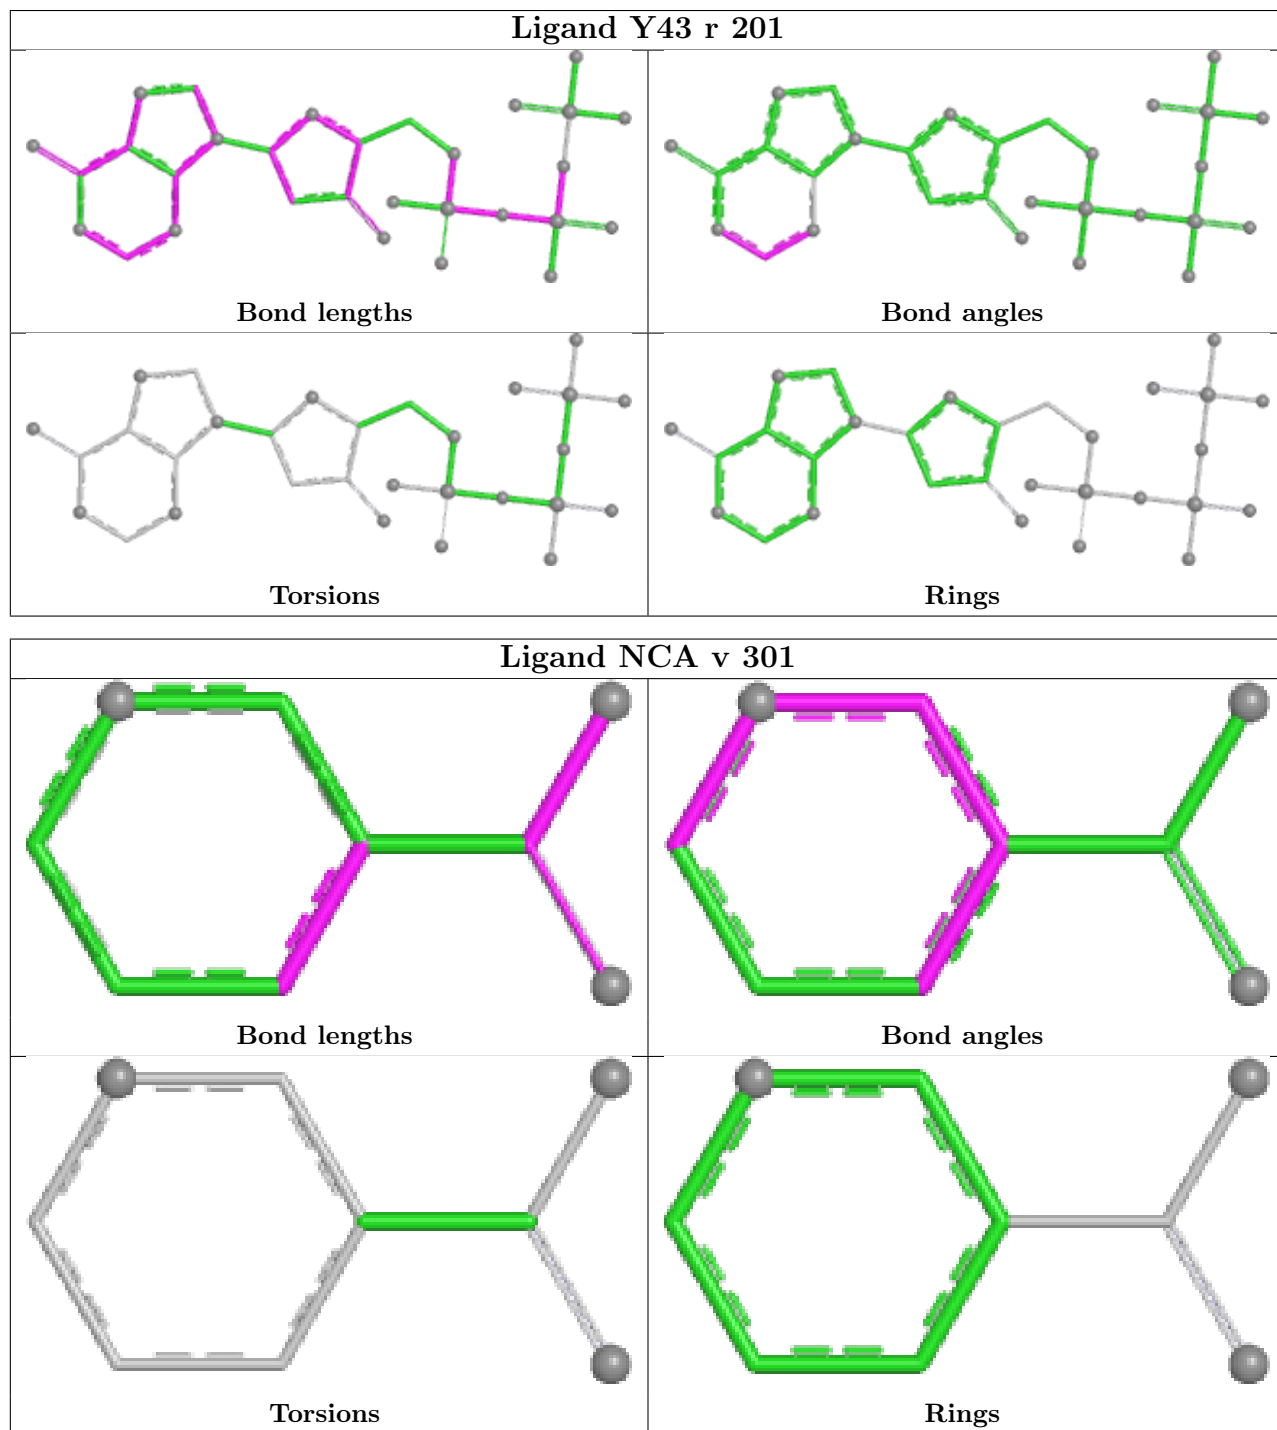 Ligand Y43 r 201
Bond lengths
Bond angles
Torsions
Rings
Ligand NCA v 301
Bond lengths
Bond angles
Torsions
Rings